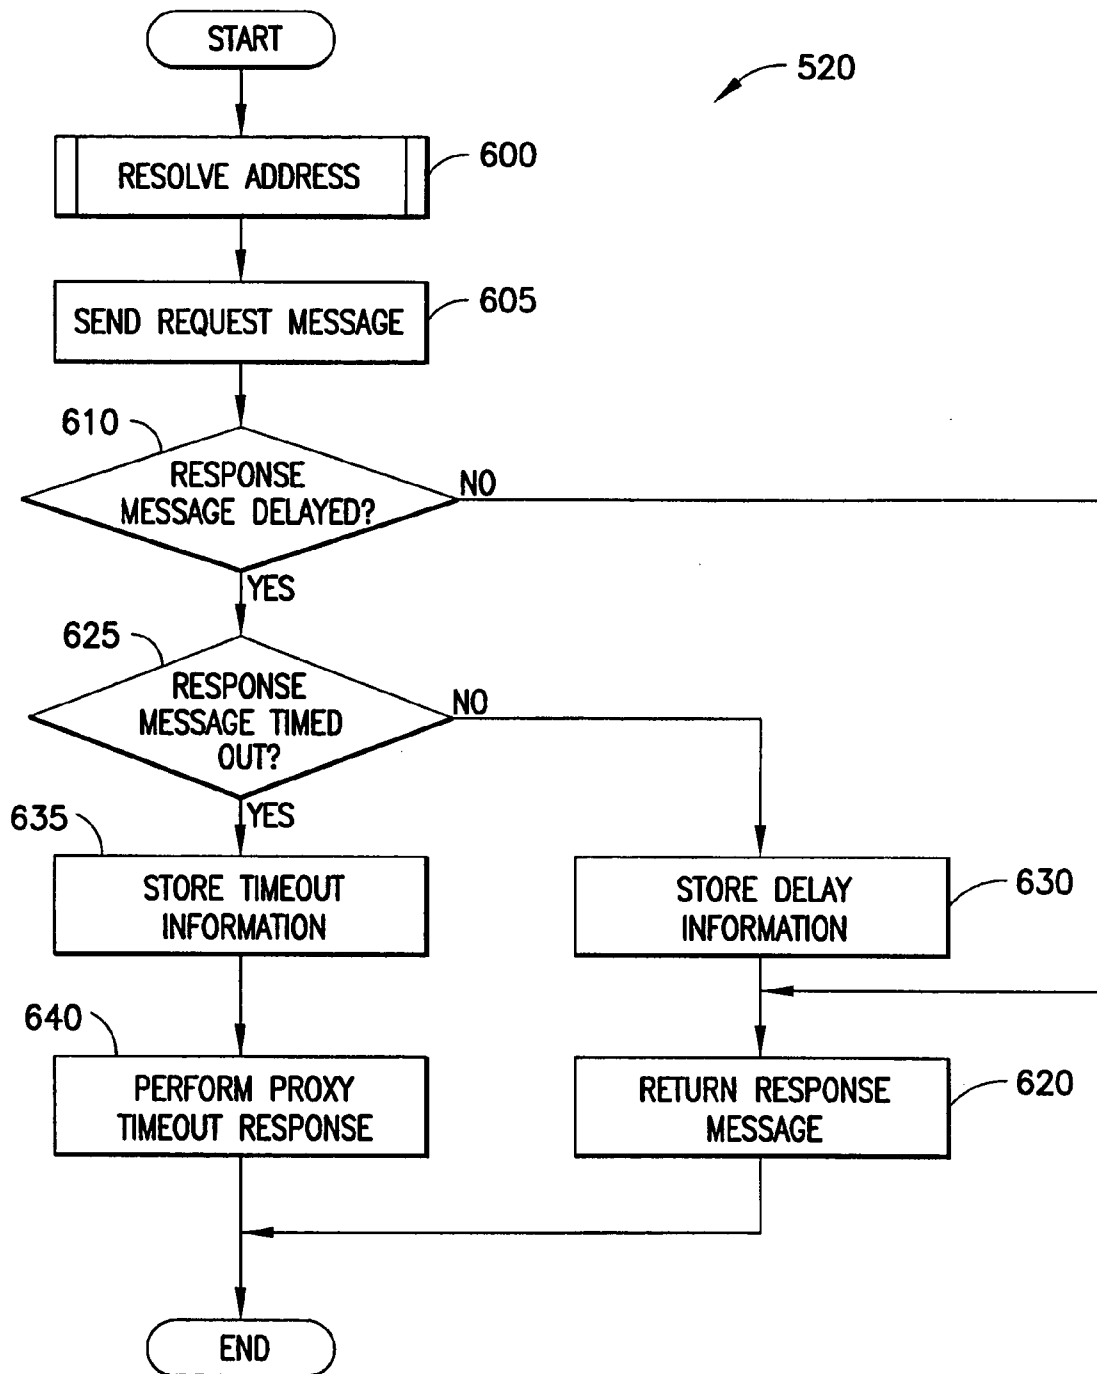 START
520
RESOLVE ADDRESS
600
SEND REQUEST MESSAGE
605
610
RESPONSE
MESSAGE DELAYED?
NO
YES
625
RESPONSE
MESSAGE TIMED
OUT?
NO
YES
635
STORE TIMEOUT
INFORMATION
STORE DELAY
INFORMATION
630
640
PERFORM PROXY
TIMEOUT RESPONSE
RETURN RESPONSE
MESSAGE
620
END